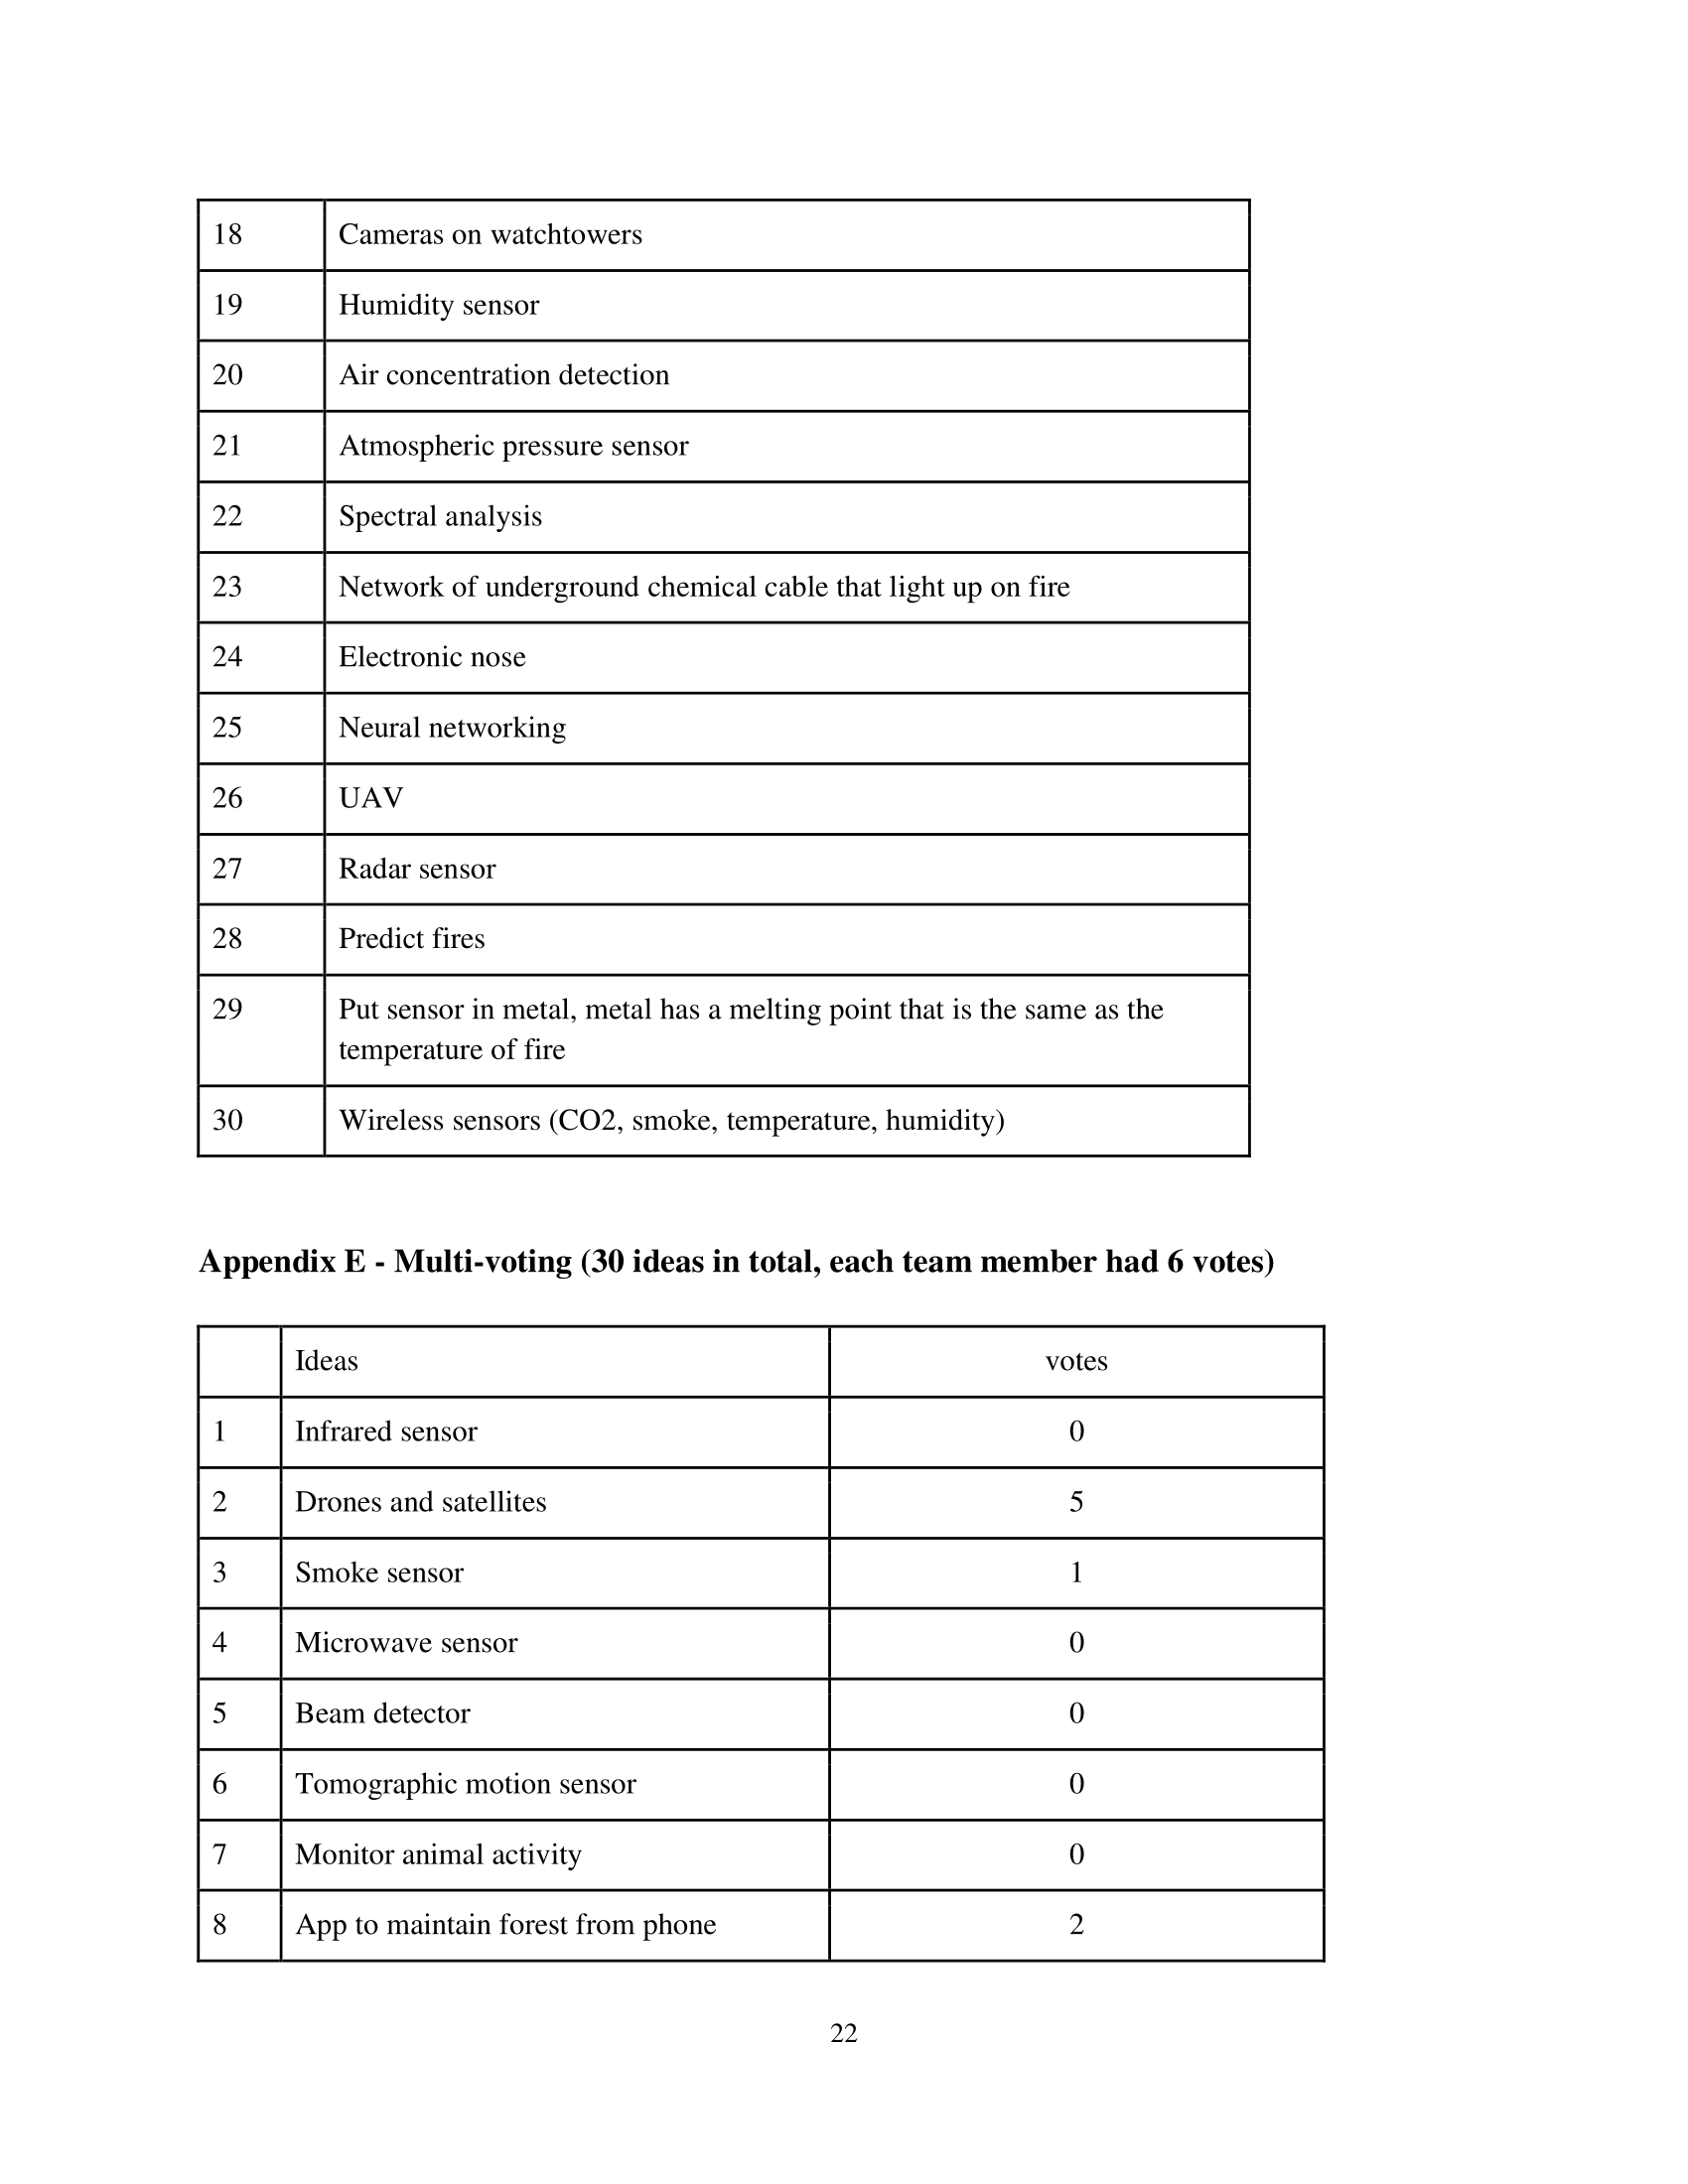 18 Cameras on watchtowers
19 Humidity sensor
20 Air concentration detection
21 Atmospheric pressure sensor
22 Spectral analysis
23 Network of underground chemical cable that light up on fire
24 Electronic nose
25 Neural networking
26 UAV
27 Radar sensor
28 Predict fires
29 Put sensor in metal, metal has a melting point that is the same as the
temperature of fire
30 Wireless sensors (CO2, smoke, temperature, humidity)
Appendix E - Multi-voting (30 ideas in total, each team member had 6 votes)
Ideas votes
1 Infrared sensor 0
2 Drones and satellites 5
3 Smoke sensor 1
4 Microwave sensor 0
5 Beam detector 0
6 Tomographic motion sensor 0
7 Monitor animal activity 0
8 App to maintain forest from phone 2
22